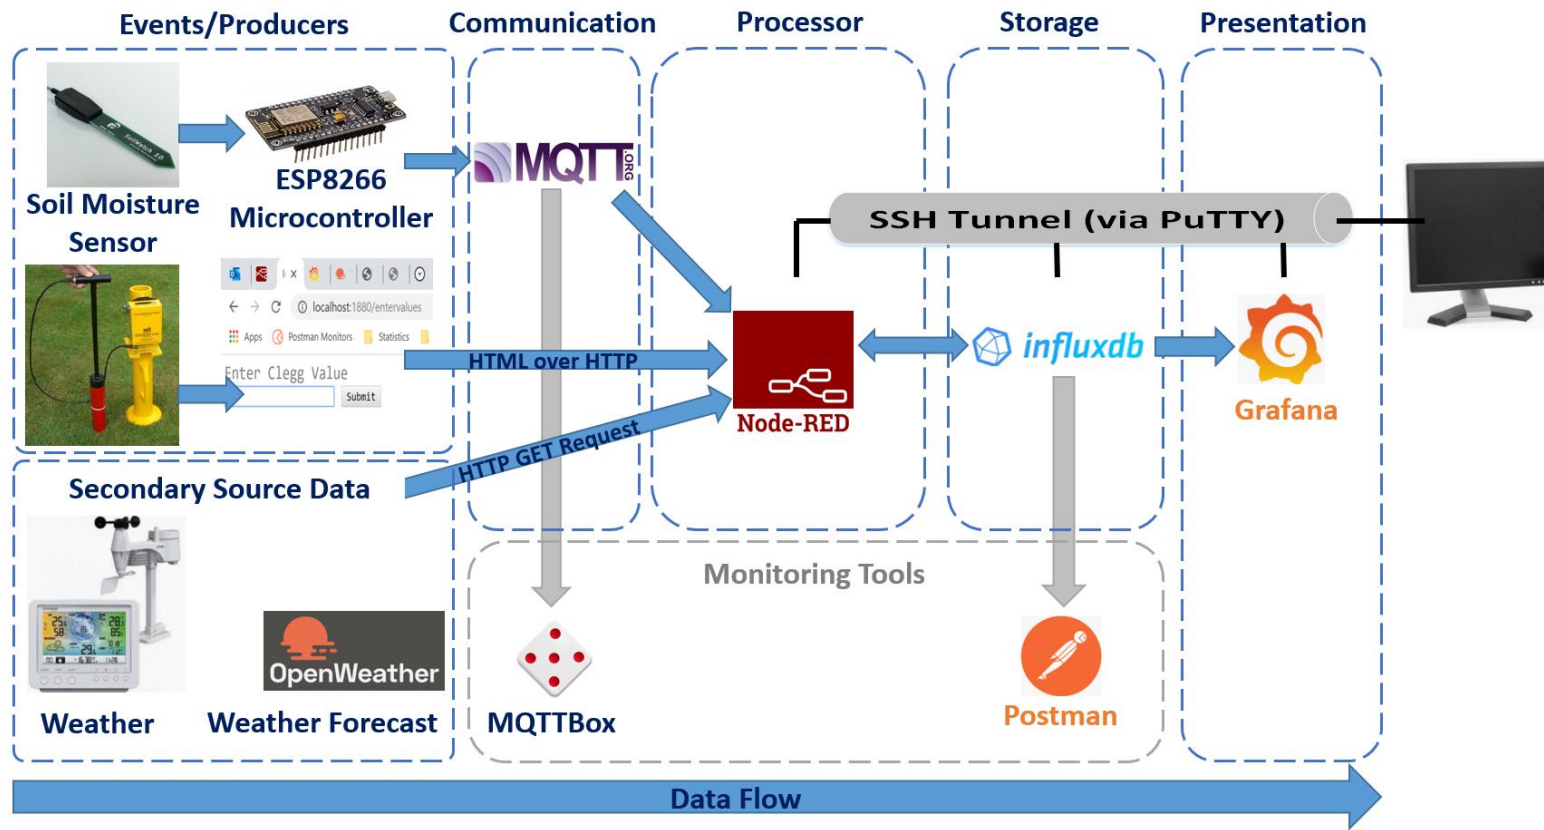 Events/Producers
Communication
Processor
Storage
Presentation
Soil Moisture
Sensor
ESP8266
Microcontroller
MQTT
.ORG
SSH Tunnel (via PuTTY)
localhost:1880/entervalues
Apps
Postman Monitors
Statistics
Enter Clegg Value
Submit
HTML over HTTP
HTTP GET Request
Node-RED
influxdb
Grafana
Secondary Source Data
OpenWeather
Weather
Weather Forecast
Monitoring Tools
MQTTBox
Postman
Data Flow